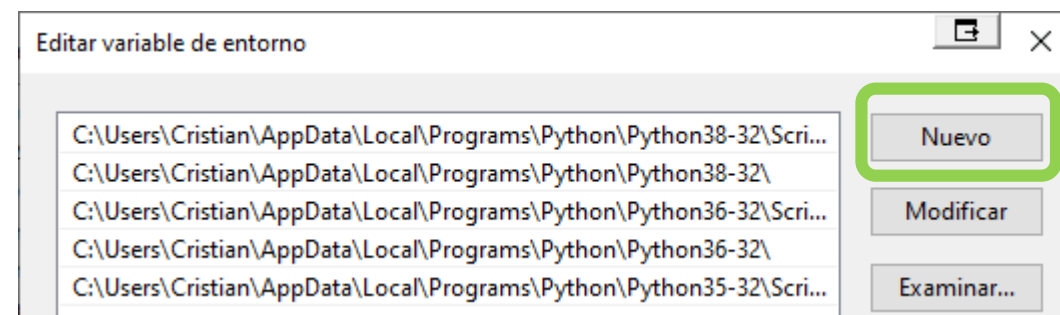 Editar variable de entorno
C:\Users\Cristian\AppData\Local\Programs\Python\Python38-32\Scri...
C:\Users\Cristian\AppData\Local\Programs\Python\Python38-32\
C:\Users\Cristian\AppData\Local\Programs\Python\Python36-32\Scri...
C:\Users\Cristian\AppData\Local\Programs\Python\Python36-32\
C:\Users\Cristian\AppData\Local\Programs\Python\Python35-32\Scri...
Nuevo
Modificar
Examinar...